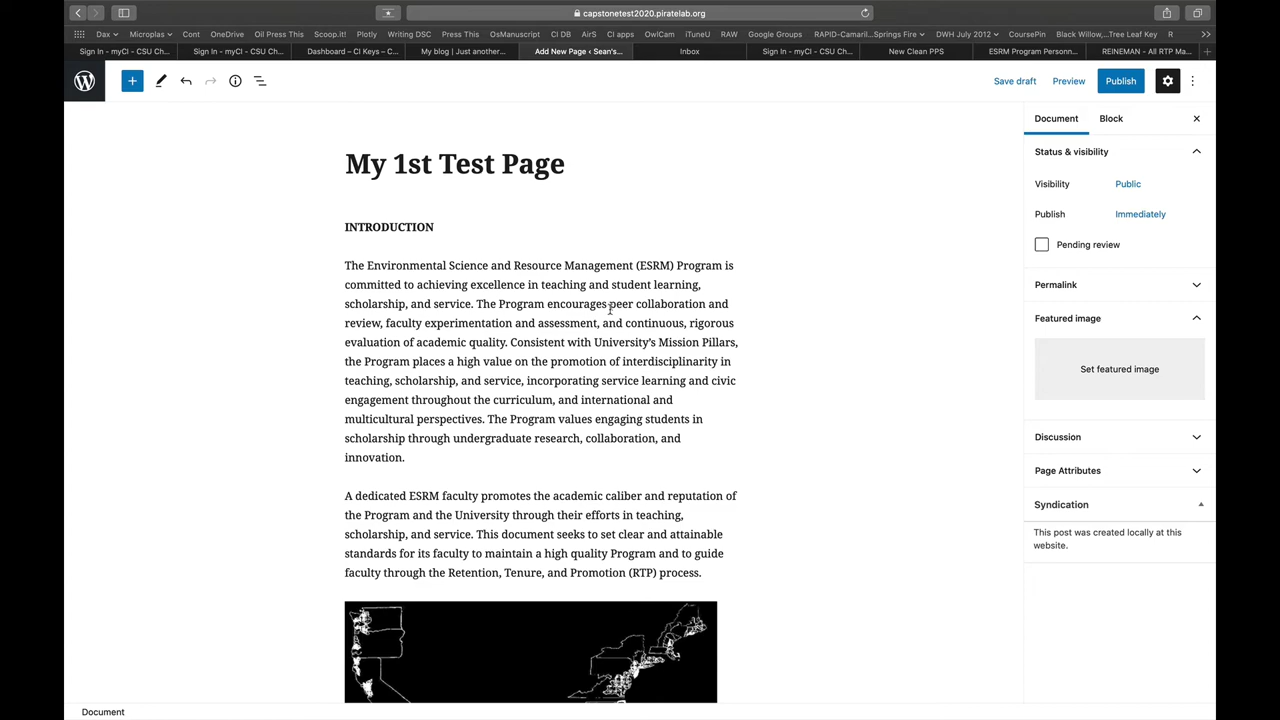 capstonetest2020.piratelab.org
Dax Microplas Cont OneDrive Oil Press This Scoop.it! Plotly Writing DSC Press This OsManuscript CI DB AirS CI apps OwlCam iTuneU RAW Google Groups RAPID-Camaril...Springs Fire DWH July 2012 CoursePin Black Willow,...Tree Leaf Key R
Sign In - myCI - CSU Ch... Sign In - myCI - CSU Ch... Dashboard – CI Keys – C... My blog | Just another... Add New Page ‹ Sean's... Inbox Sign In - myCI - CSU Ch... New Clean PPS ESRM Program Personn... REINEMAN - All RTP Ma...
Save draft Preview Publish
Document Block
Status & visibility
Visibility Public
Publish Immediately
Pending review
Permalink
Featured image
Set featured image
Discussion
Page Attributes
Syndication
This post was created locally at this
website.
My 1st Test Page
INTRODUCTION
The Environmental Science and Resource Management (ESRM) Program is
committed to achieving excellence in teaching and student learning,
scholarship, and service. The Program encourages peer collaboration and
review, faculty experimentation and assessment, and continuous, rigorous
evaluation of academic quality. Consistent with University's Mission Pillars,
the Program places a high value on the promotion of interdisciplinarity in
teaching, scholarship, and service, incorporating service learning and civic
engagement throughout the curriculum, and international and
multicultural perspectives. The Program values engaging students in
scholarship through undergraduate research, collaboration, and
innovation.
A dedicated ESRM faculty promotes the academic caliber and reputation of
the Program and the University through their efforts in teaching,
scholarship, and service. This document seeks to set clear and attainable
standards for its faculty to maintain a high quality Program and to guide
faculty through the Retention, Tenure, and Promotion (RTP) process.
Document